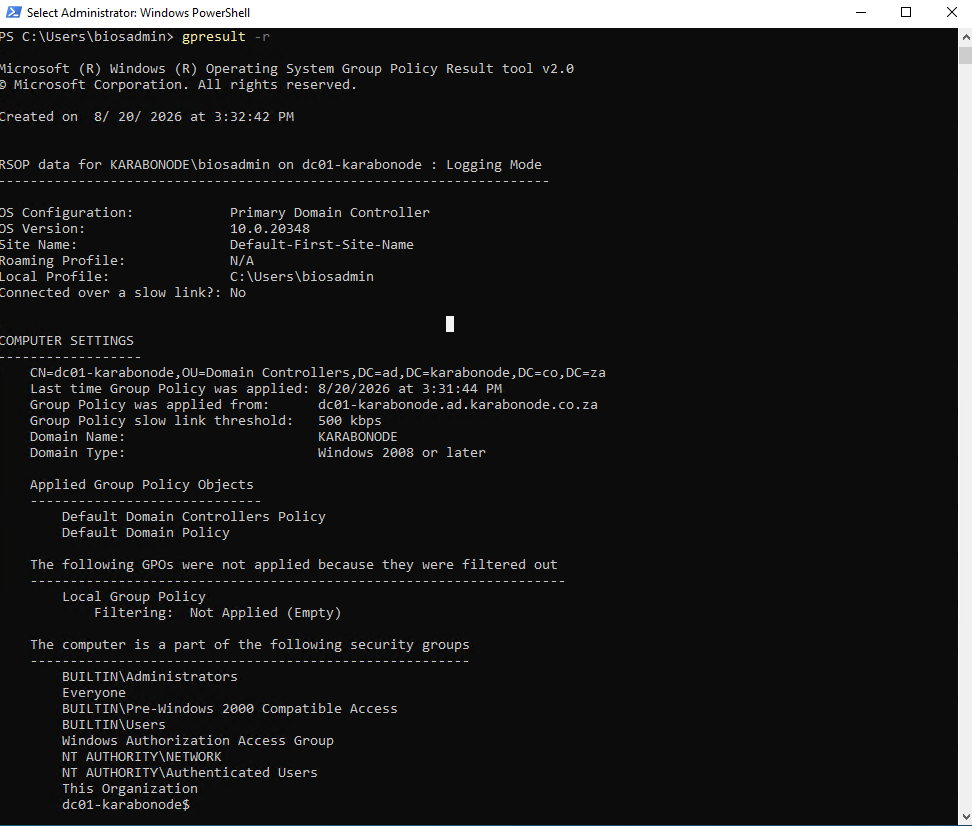 Select Administrator: Windows PowerShell
PS C:\Users\biosadmin> gpresult -r
Microsoft (R) Windows (R) Operating System Group Policy Result tool v2.0
© Microsoft Corporation. All rights reserved.
Created on  8/ 20/ 2026 at 3:32:42 PM
RSOP data for KARABONODE\biosadmin on dc01-karabonode : Logging Mode
---------------------------------------------------------------------
OS Configuration:            Primary Domain Controller
OS Version:                  10.0.20348
Site Name:                   Default-First-Site-Name
Roaming Profile:             N/A
Local Profile:               C:\Users\biosadmin
Connected over a slow link?: No
COMPUTER SETTINGS
------------------
    CN=dc01-karabonode,OU=Domain Controllers,DC=ad,DC=karabonode,DC=co,DC=za
    Last time Group Policy was applied: 8/20/2026 at 3:31:44 PM
    Group Policy was applied from:      dc01-karabonode.ad.karabonode.co.za
    Group Policy slow link threshold:   500 kbps
    Domain Name:                        KARABONODE
    Domain Type:                        Windows 2008 or later
    Applied Group Policy Objects
    -----------------------------
        Default Domain Controllers Policy
        Default Domain Policy
    The following GPOs were not applied because they were filtered out
    -------------------------------------------------------------------
        Local Group Policy
            Filtering:  Not Applied (Empty)
    The computer is a part of the following security groups
    -------------------------------------------------------
        BUILTIN\Administrators
        Everyone
        BUILTIN\Pre-Windows 2000 Compatible Access
        BUILTIN\Users
        Windows Authorization Access Group
        NT AUTHORITY\NETWORK
        NT AUTHORITY\Authenticated Users
        This Organization
        dc01-karabonode$